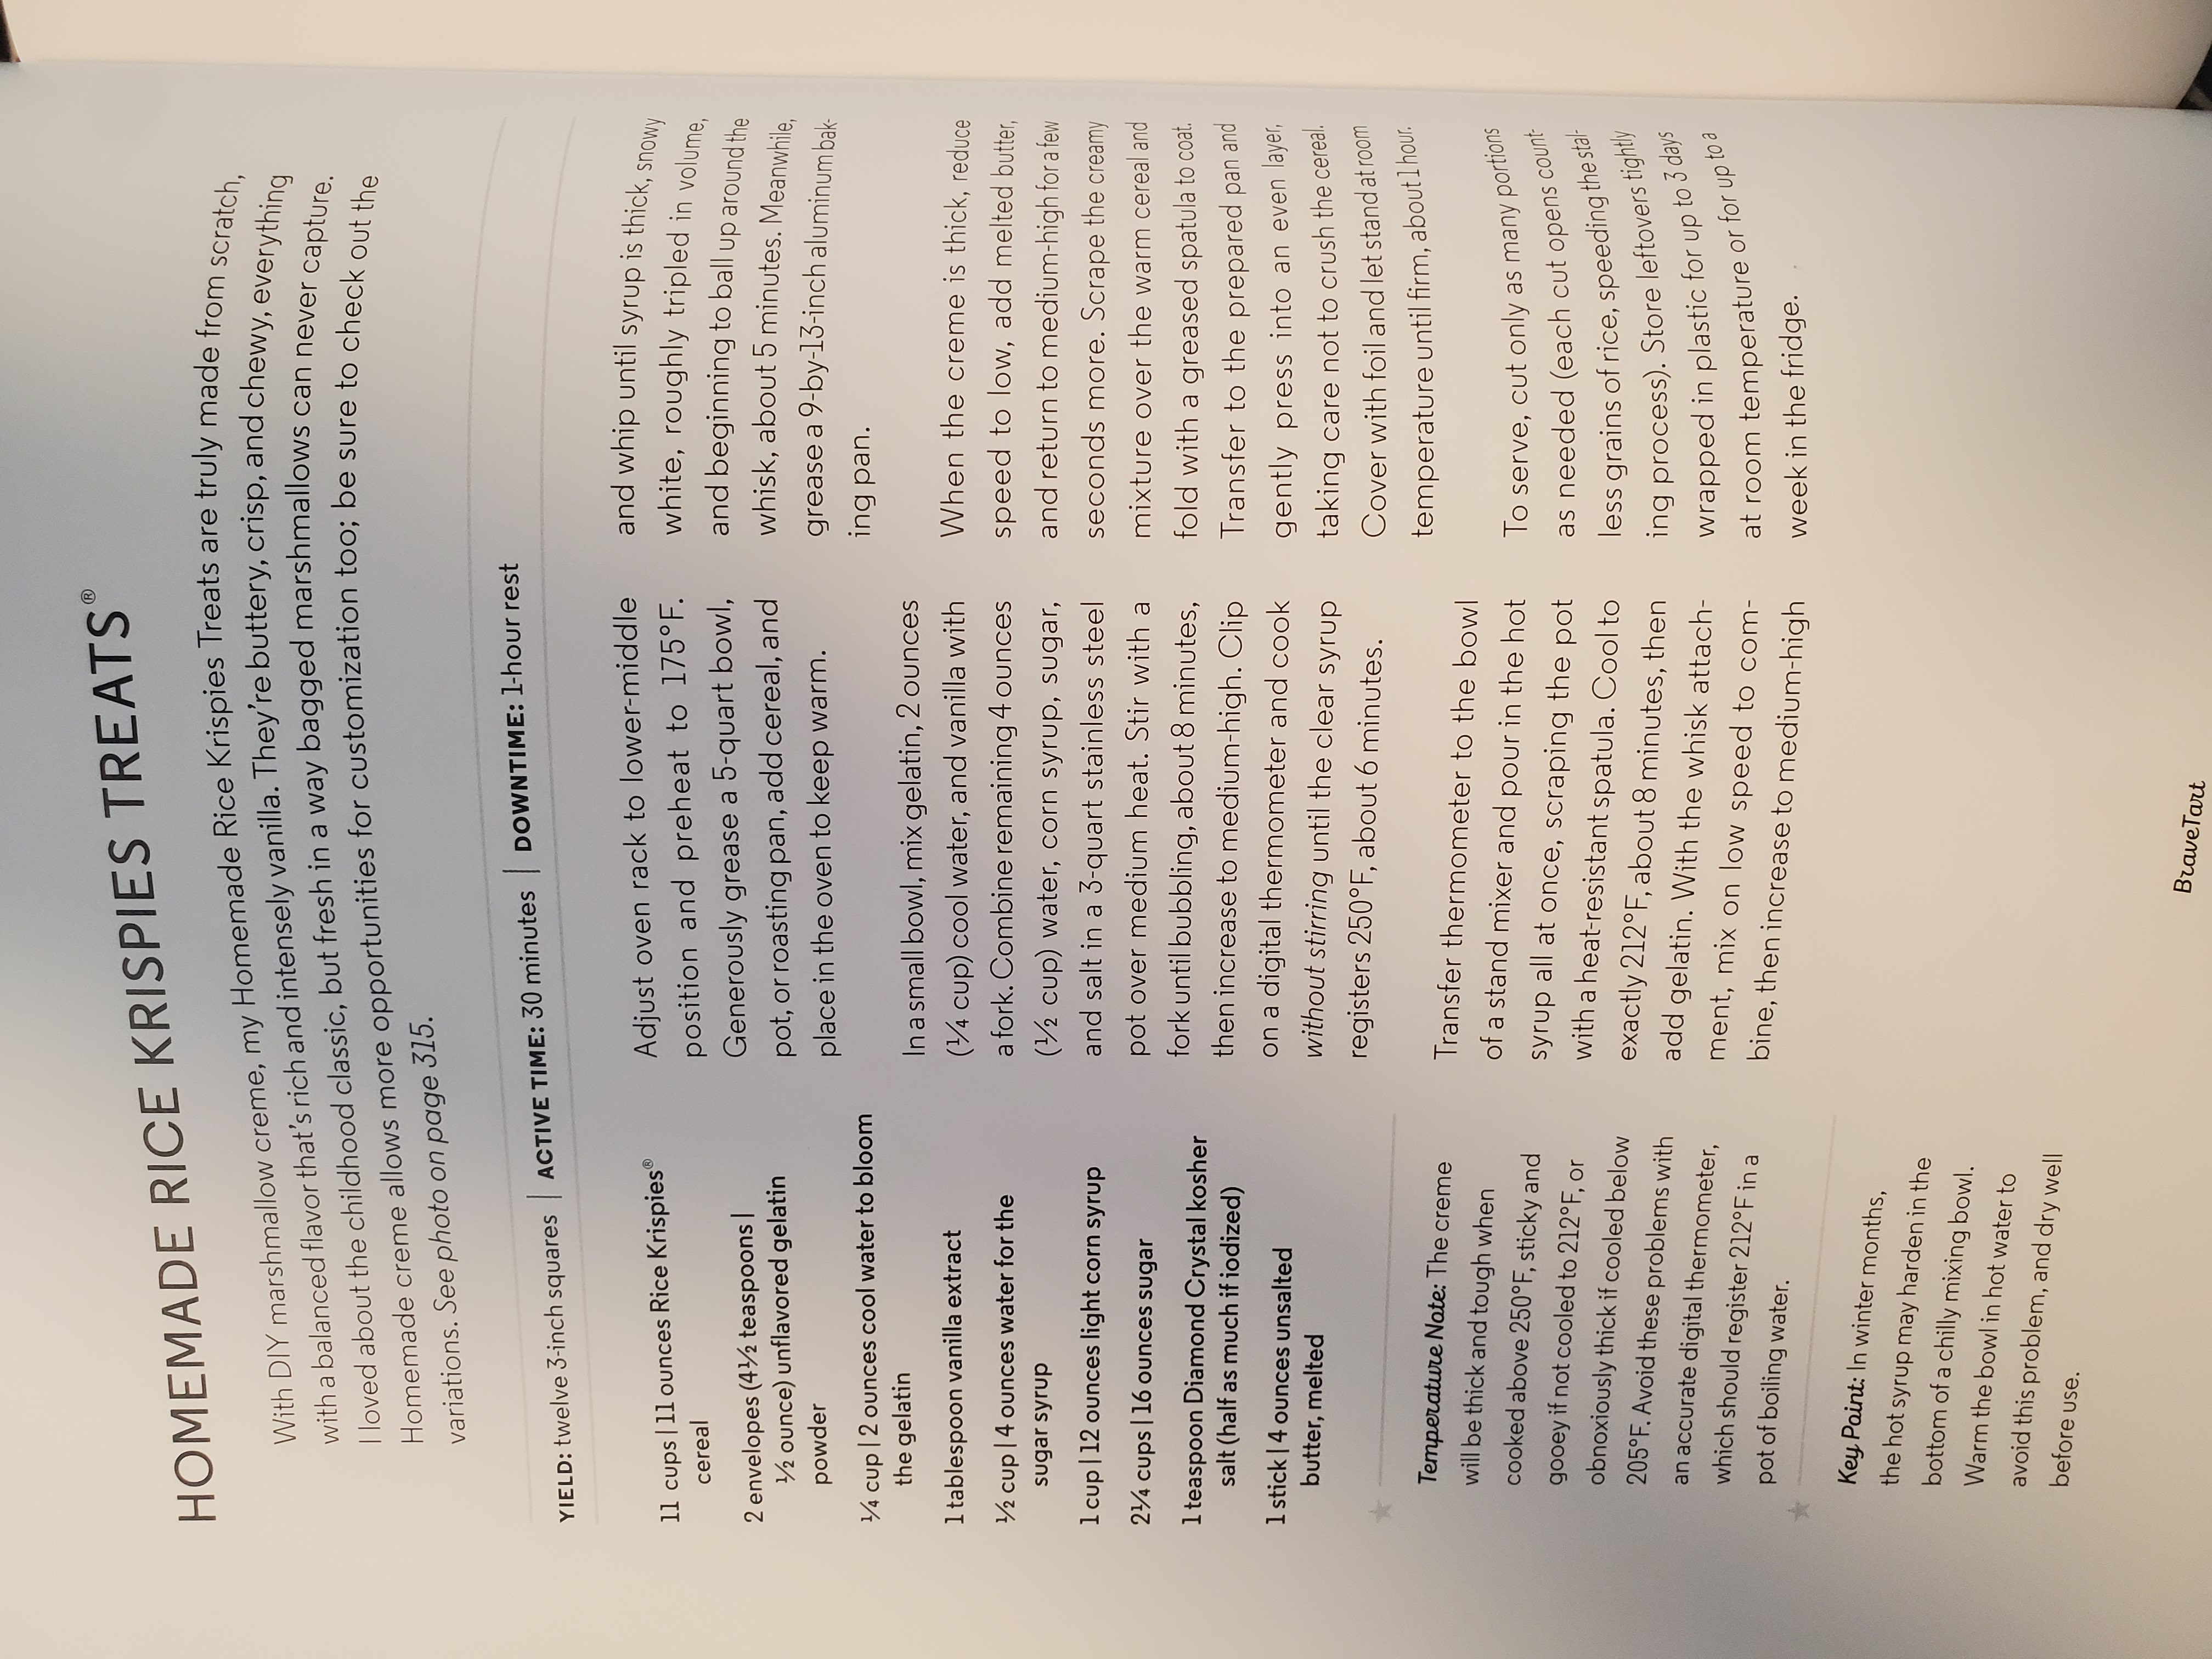 HOMEMADE RICE KRISPIES TREATS®
With DIY marshmallow creme, my Homemade Rice Krispies Treats are truly made from scratch,
with a balanced flavor that's rich and intensely vanilla. They're buttery, crisp, and chewy, everything
I loved about the childhood classic, but fresh in a way bagged marshmallows can never capture.
Homemade creme allows more opportunities for customization too; be sure to check out the
variations. See photo on page 315.
YIELD: twelve 3-inch squares | ACTIVE TIME: 30 minutes | DOWNTIME: 1-hour rest
11 cups | 11 ounces Rice Krispies®
cereal
2 envelopes (4½ teaspoons |
½ ounce) unflavored gelatin
powder
¼ cup | 2 ounces cool water to bloom
the gelatin
1 tablespoon vanilla extract
½ cup | 4 ounces water for the
sugar syrup
1 cup | 12 ounces light corn syrup
2¼ cups | 16 ounces sugar
1 teaspoon Diamond Crystal kosher
salt (half as much if iodized)
1 stick | 4 ounces unsalted
butter, melted
Temperature Note: The creme
will be thick and tough when
cooked above 250°F, sticky and
gooey if not cooled to 212°F, or
obnoxiously thick if cooled below
205°F. Avoid these problems with
an accurate digital thermometer,
which should register 212°F in a
pot of boiling water.
Key Point: In winter months,
the hot syrup may harden in the
bottom of a chilly mixing bowl.
Warm the bowl in hot water to
avoid this problem, and dry well
before use.
Adjust oven rack to lower-middle
position and preheat to 175°F.
Generously grease a 5-quart bowl,
pot, or roasting pan, add cereal, and
place in the oven to keep warm.
In a small bowl, mix gelatin, 2 ounces
(¼ cup) cool water, and vanilla with
a fork. Combine remaining 4 ounces
(½ cup) water, corn syrup, sugar,
and salt in a 3-quart stainless steel
pot over medium heat. Stir with a
fork until bubbling, about 8 minutes,
then increase to medium-high. Clip
on a digital thermometer and cook
without stirring until the clear syrup
registers 250°F, about 6 minutes.
Transfer thermometer to the bowl
of a stand mixer and pour in the hot
syrup all at once, scraping the pot
with a heat-resistant spatula. Cool to
exactly 212°F, about 8 minutes, then
add gelatin. With the whisk attach-
ment, mix on low speed to com-
bine, then increase to medium-high
and whip until syrup is thick, snowy
white, roughly tripled in volume,
and beginning to ball up around the
whisk, about 5 minutes. Meanwhile,
grease a 9-by-13-inch aluminum bak-
ing pan.
When the creme is thick, reduce
speed to low, add melted butter,
and return to medium-high for a few
seconds more. Scrape the creamy
mixture over the warm cereal and
fold with a greased spatula to coat.
Transfer to the prepared pan and
gently press into an even layer,
taking care not to crush the cereal.
Cover with foil and let stand at room
temperature until firm, about 1 hour.
To serve, cut only as many portions
as needed (each cut opens count-
less grains of rice, speeding the stal-
ing process). Store leftovers tightly
wrapped in plastic for up to 3 days
at room temperature or for up to a
week in the fridge.
BraveTart